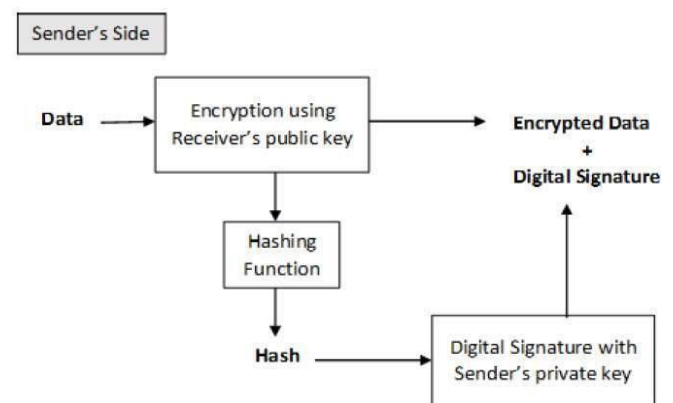 Sender's Side
Data
Encryption using
Receiver's public key
Encrypted Data
+
Digital Signature
Hashing
Function
Hash
Digital Signature with
Sender's private key